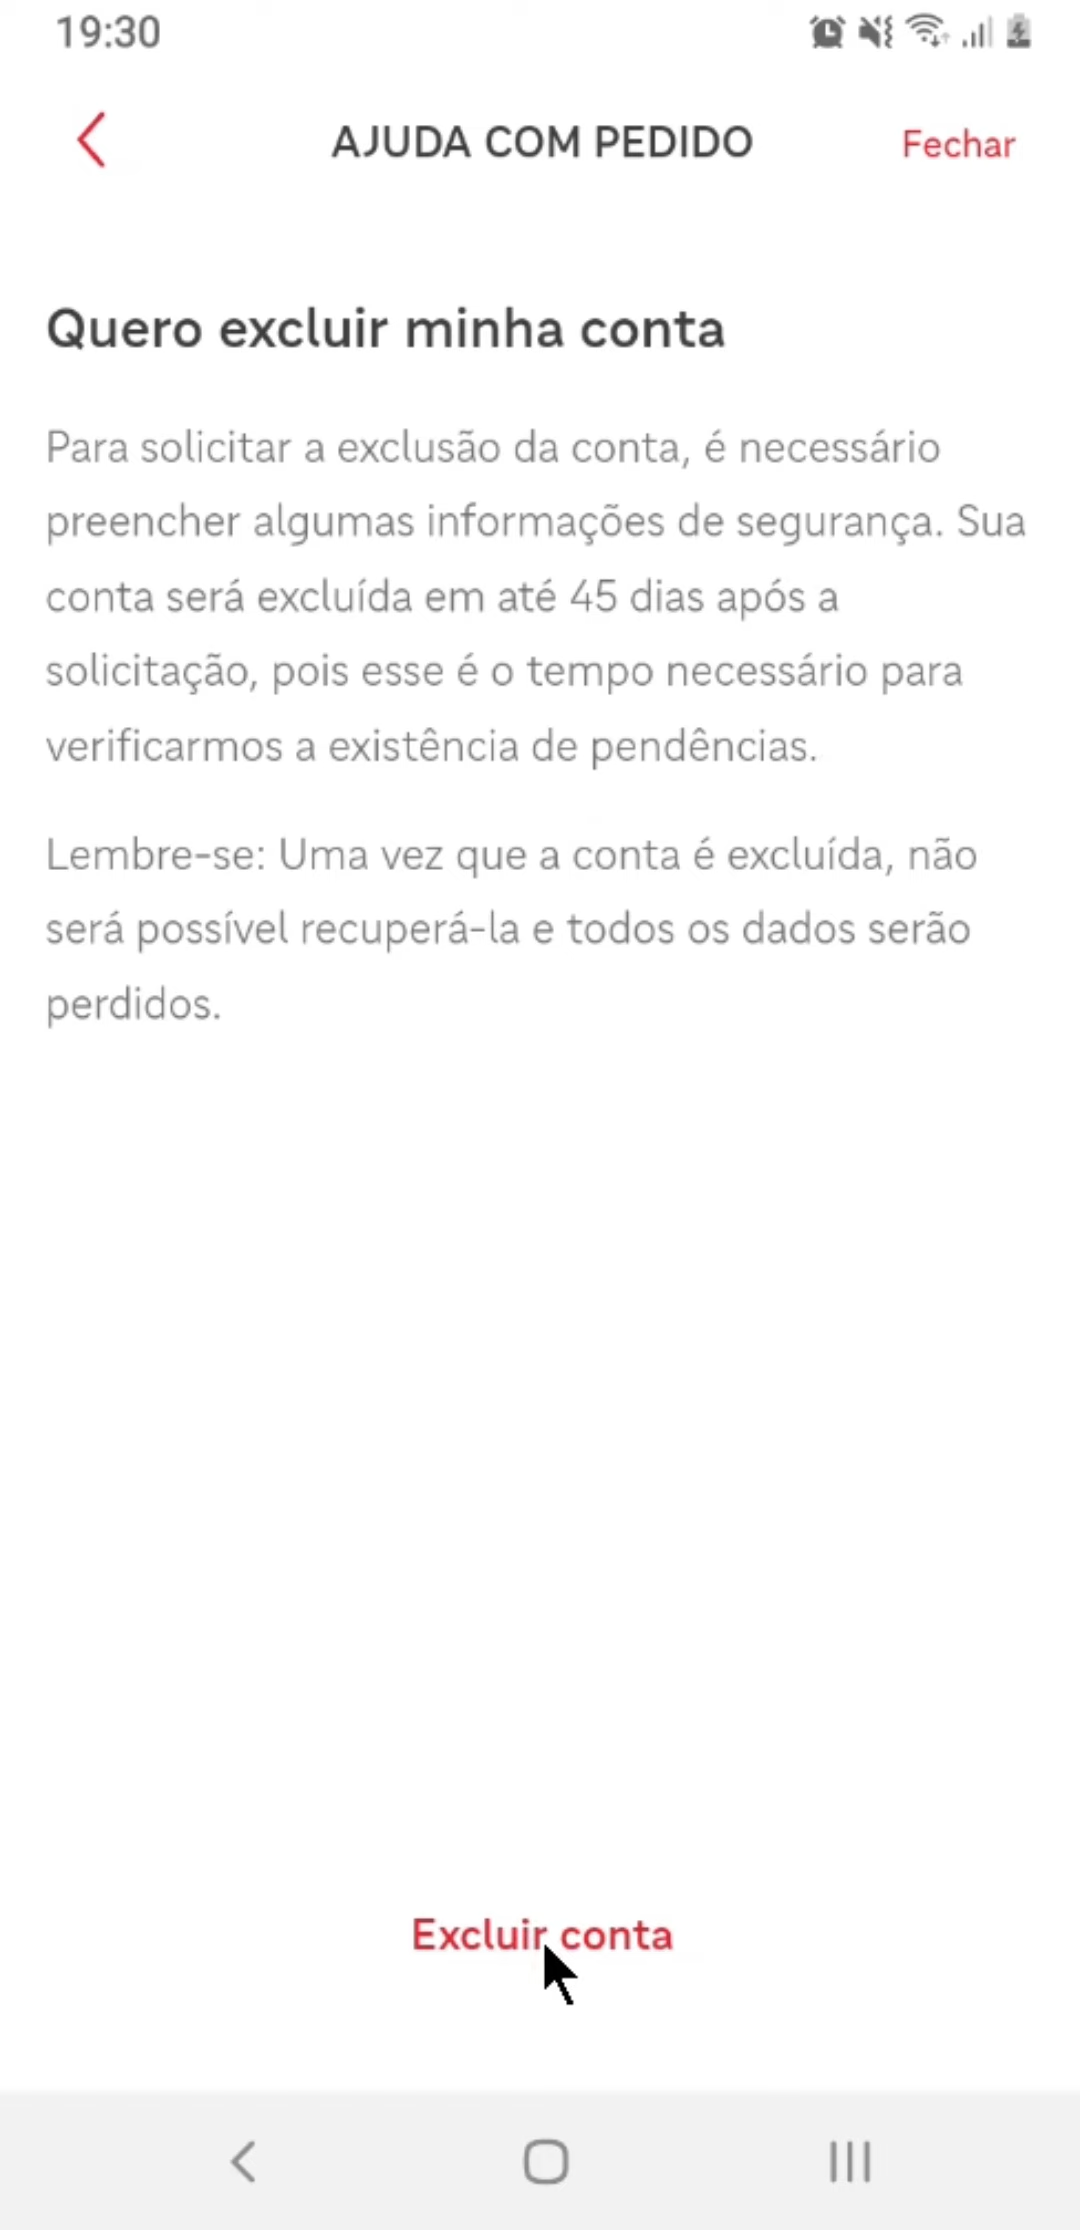 19:30
AJUDA COM PEDIDO
Fechar
Quero excluir minha conta
Para solicitar a exclusão da conta, é necessário
preencher algumas informações de segurança. Sua
conta será excluída em até 45 dias após a
solicitação, pois esse é o tempo necessário para
verificarmos a existência de pendências.
Lembre-se: Uma vez que a conta é excluída, não
será possível recuperá-la e todos os dados serão
perdidos.
Excluir conta